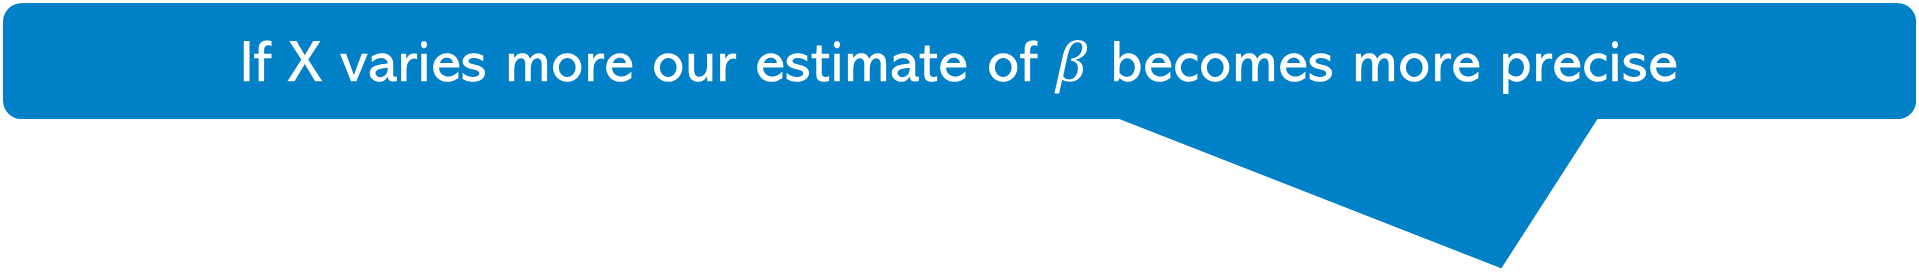 If X varies more our estimate of β becomes more precise